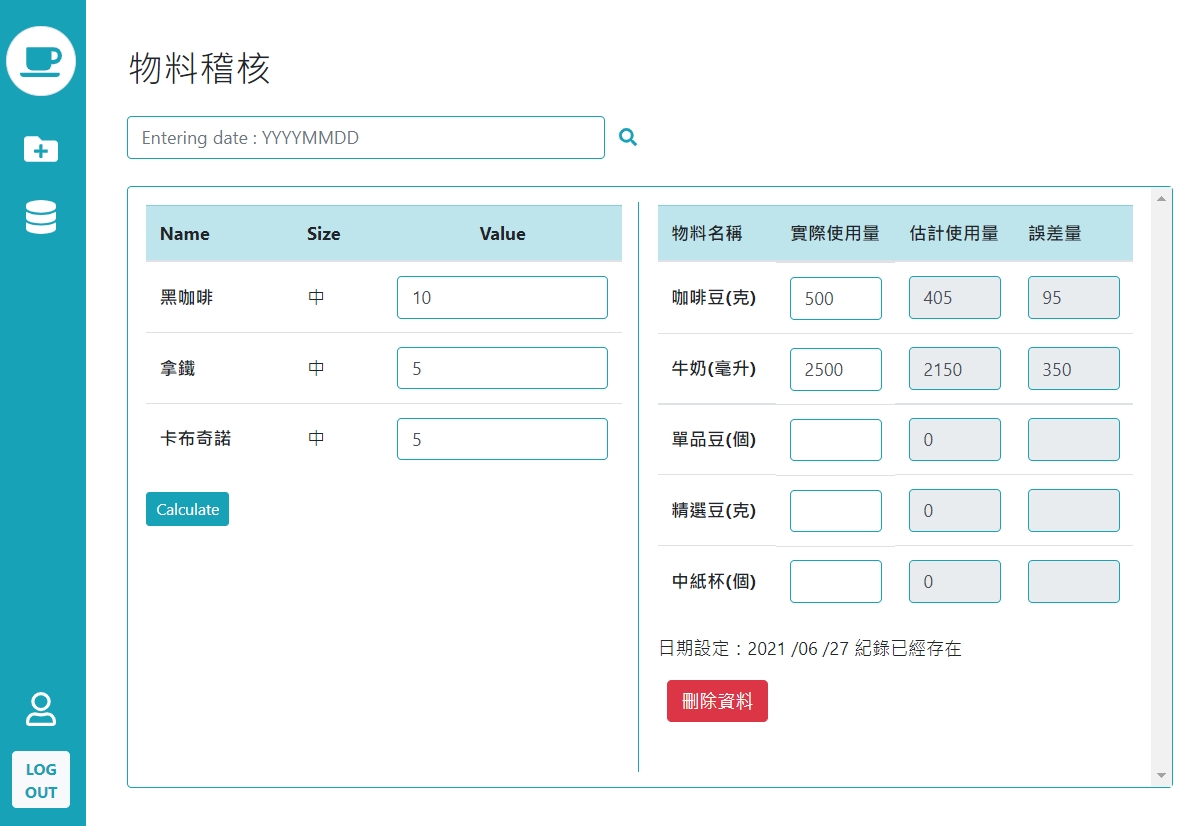 物料稽核
Entering date : YYYYMMDD
Name Size Value
黑咖啡 中 10
拿鐵 中 5
卡布奇諾 中 5
Calculate
物料名稱 實際使用量 估計使用量 誤差量
咖啡豆(克) 500 405 95
牛奶(毫升) 2500 2150 350
單品豆(個) 0
精選豆(克) 0
中紙杯(個) 0
日期設定：2021 /06 /27 紀錄已經存在
刪除資料
LOG
OUT